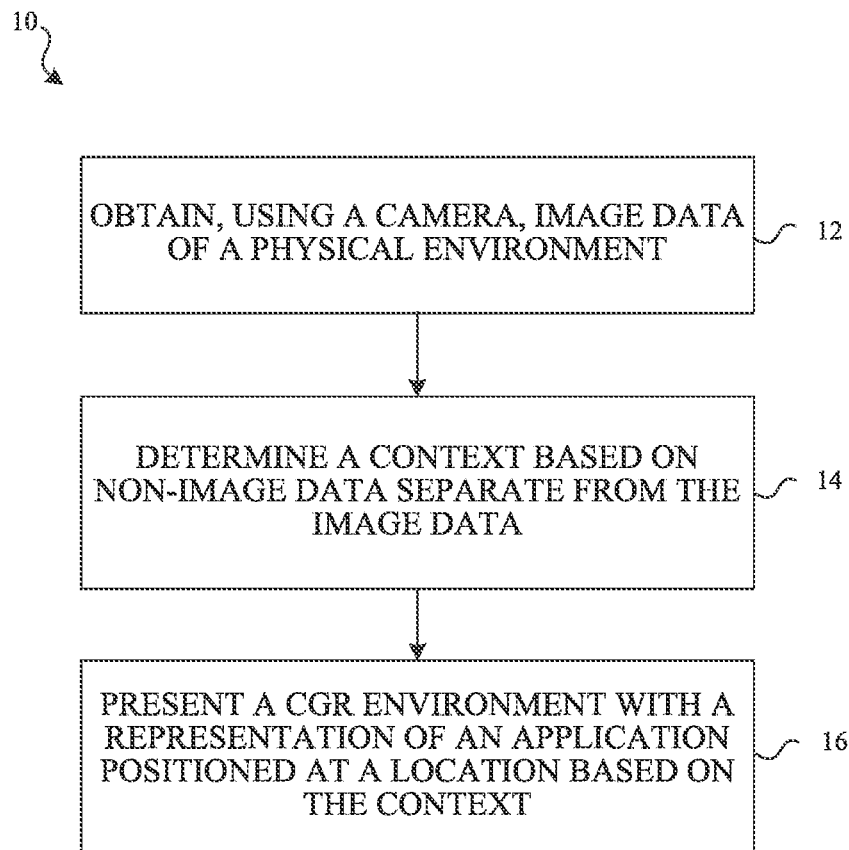 10
OBTAIN, USING A CAMERA, IMAGE DATA
OF A PHYSICAL ENVIRONMENT
12
DETERMINE A CONTEXT BASED ON
NON-IMAGE DATA SEPARATE FROM THE
IMAGE DATA
14
PRESENT A CGR ENVIRONMENT WITH A
REPRESENTATION OF AN APPLICATION
POSITIONED AT A LOCATION BASED ON
THE CONTEXT
16